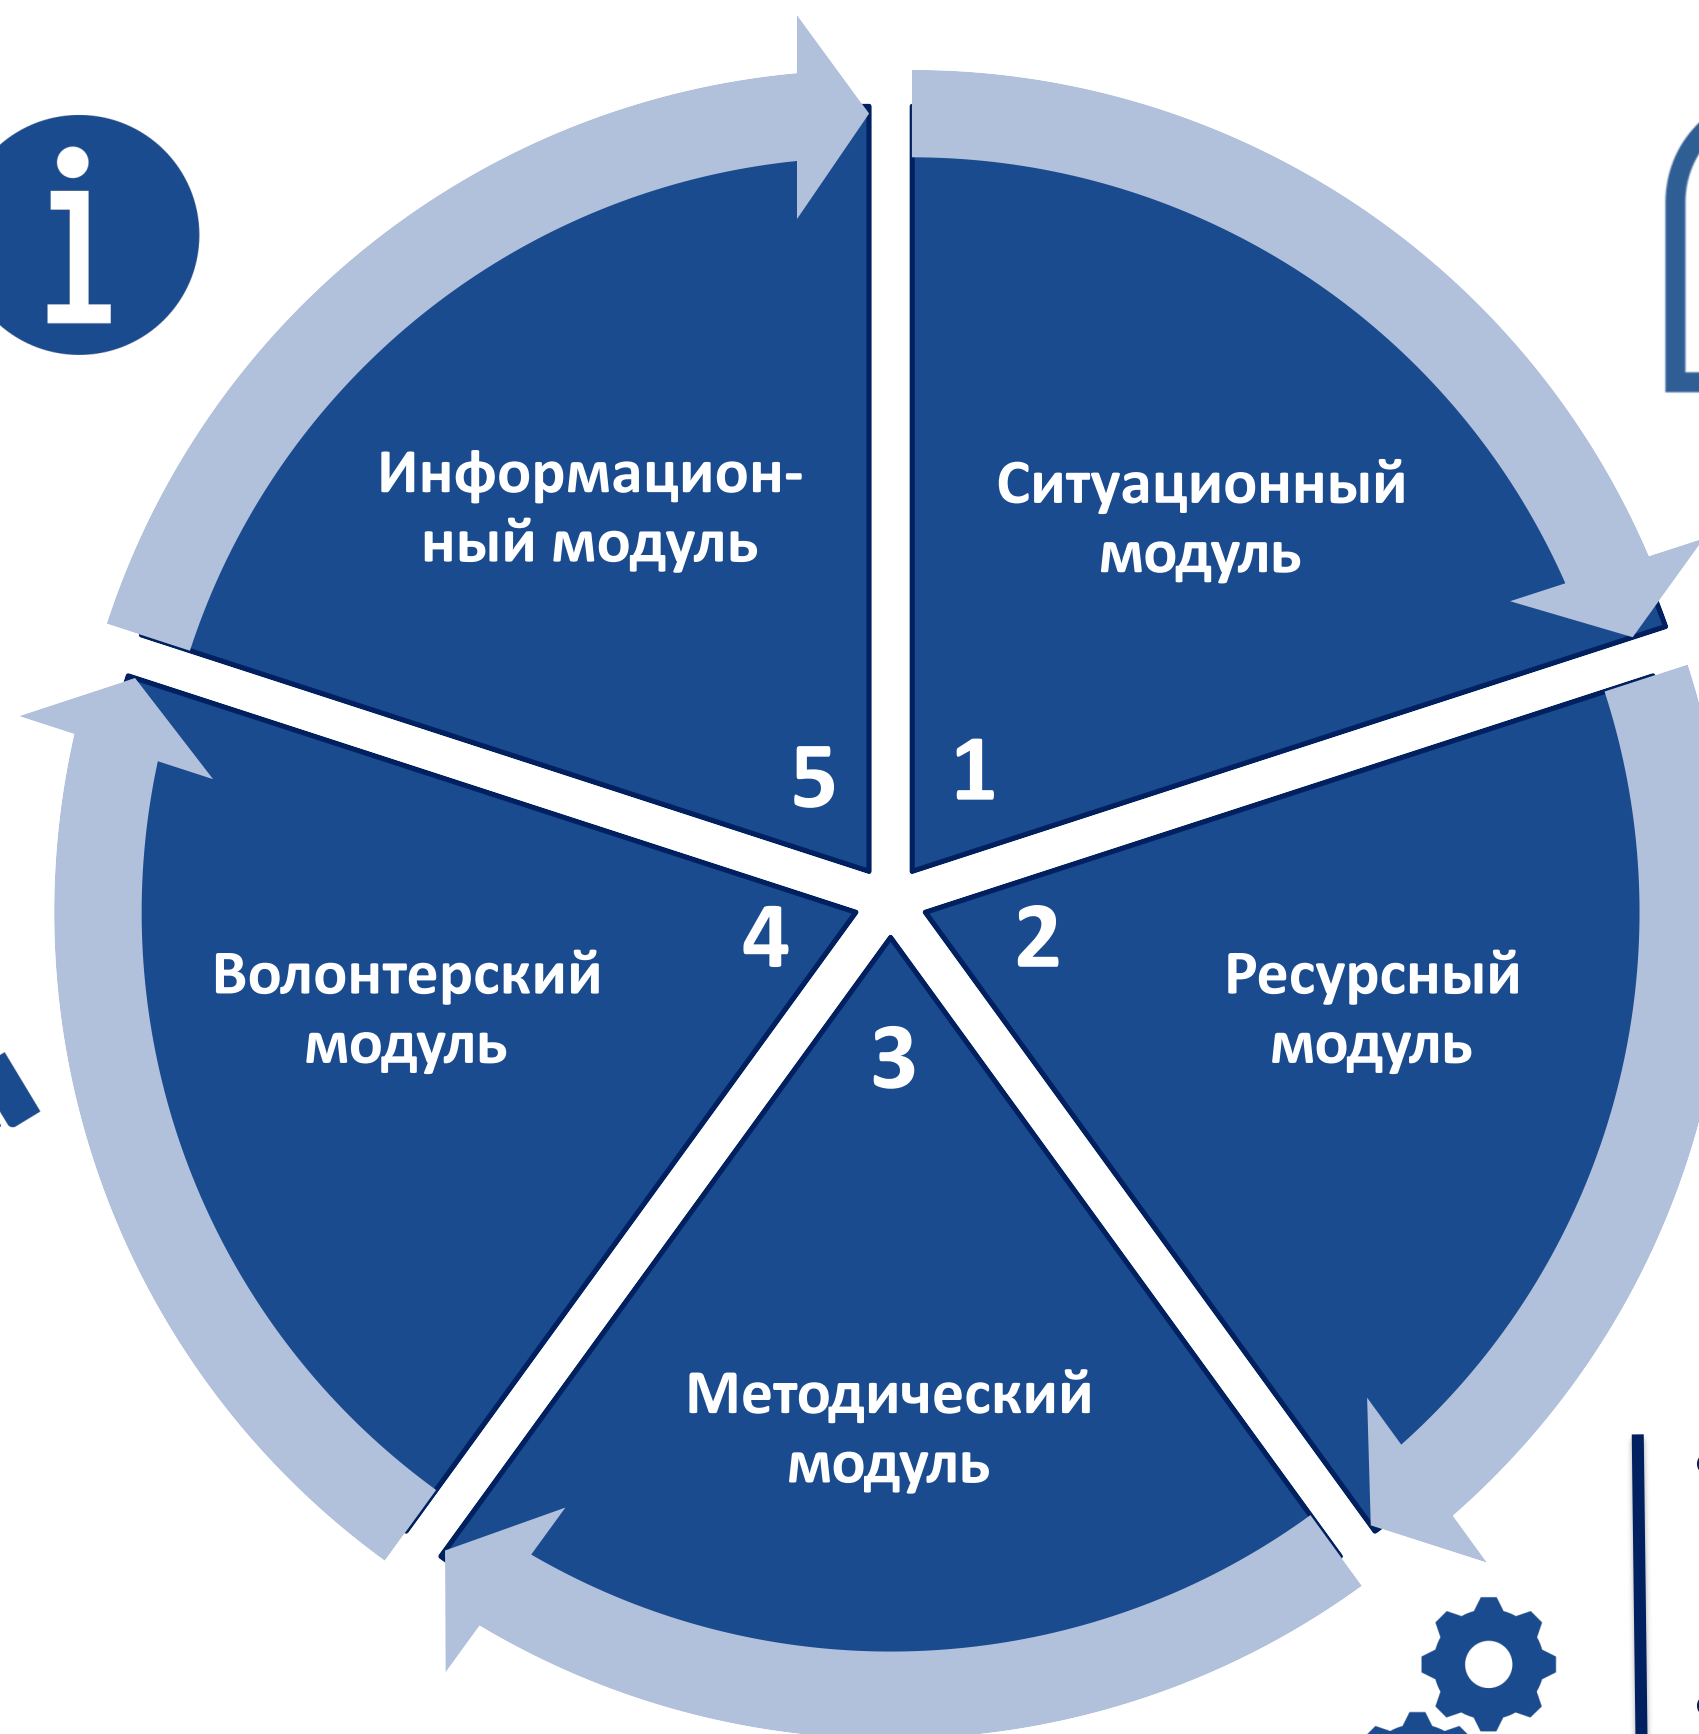 Ситуационный
модуль
1
2
Ресурсный
модуль
3
Методический
модуль
4
Волонтерский
модуль
Информацион-
ный модуль
5